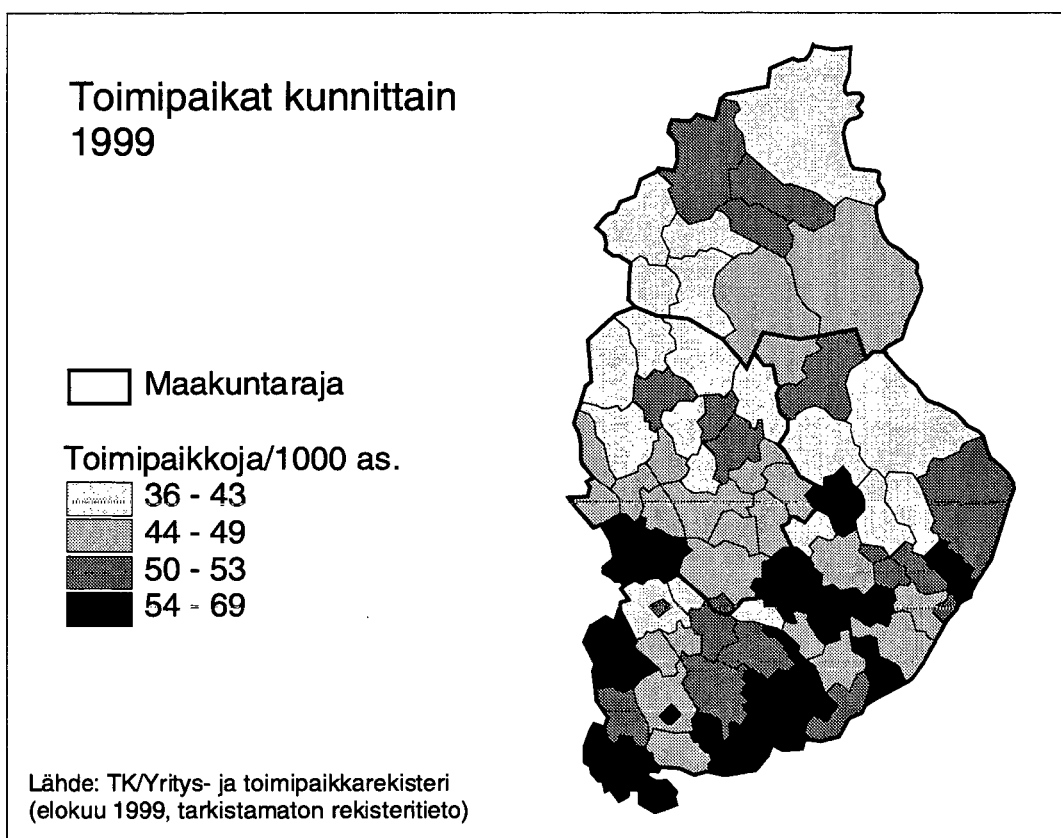 Toimipaikat kunnittain
1999
Maakuntaraja
Toimipaikkoja/1000 as.
36 - 43
44 - 49
50 - 53
54 - 69
Lähde: TK/Yritys- ja toimipaikkarekisteri
(elokuu 1999, tarkistamaton rekisteritieto)